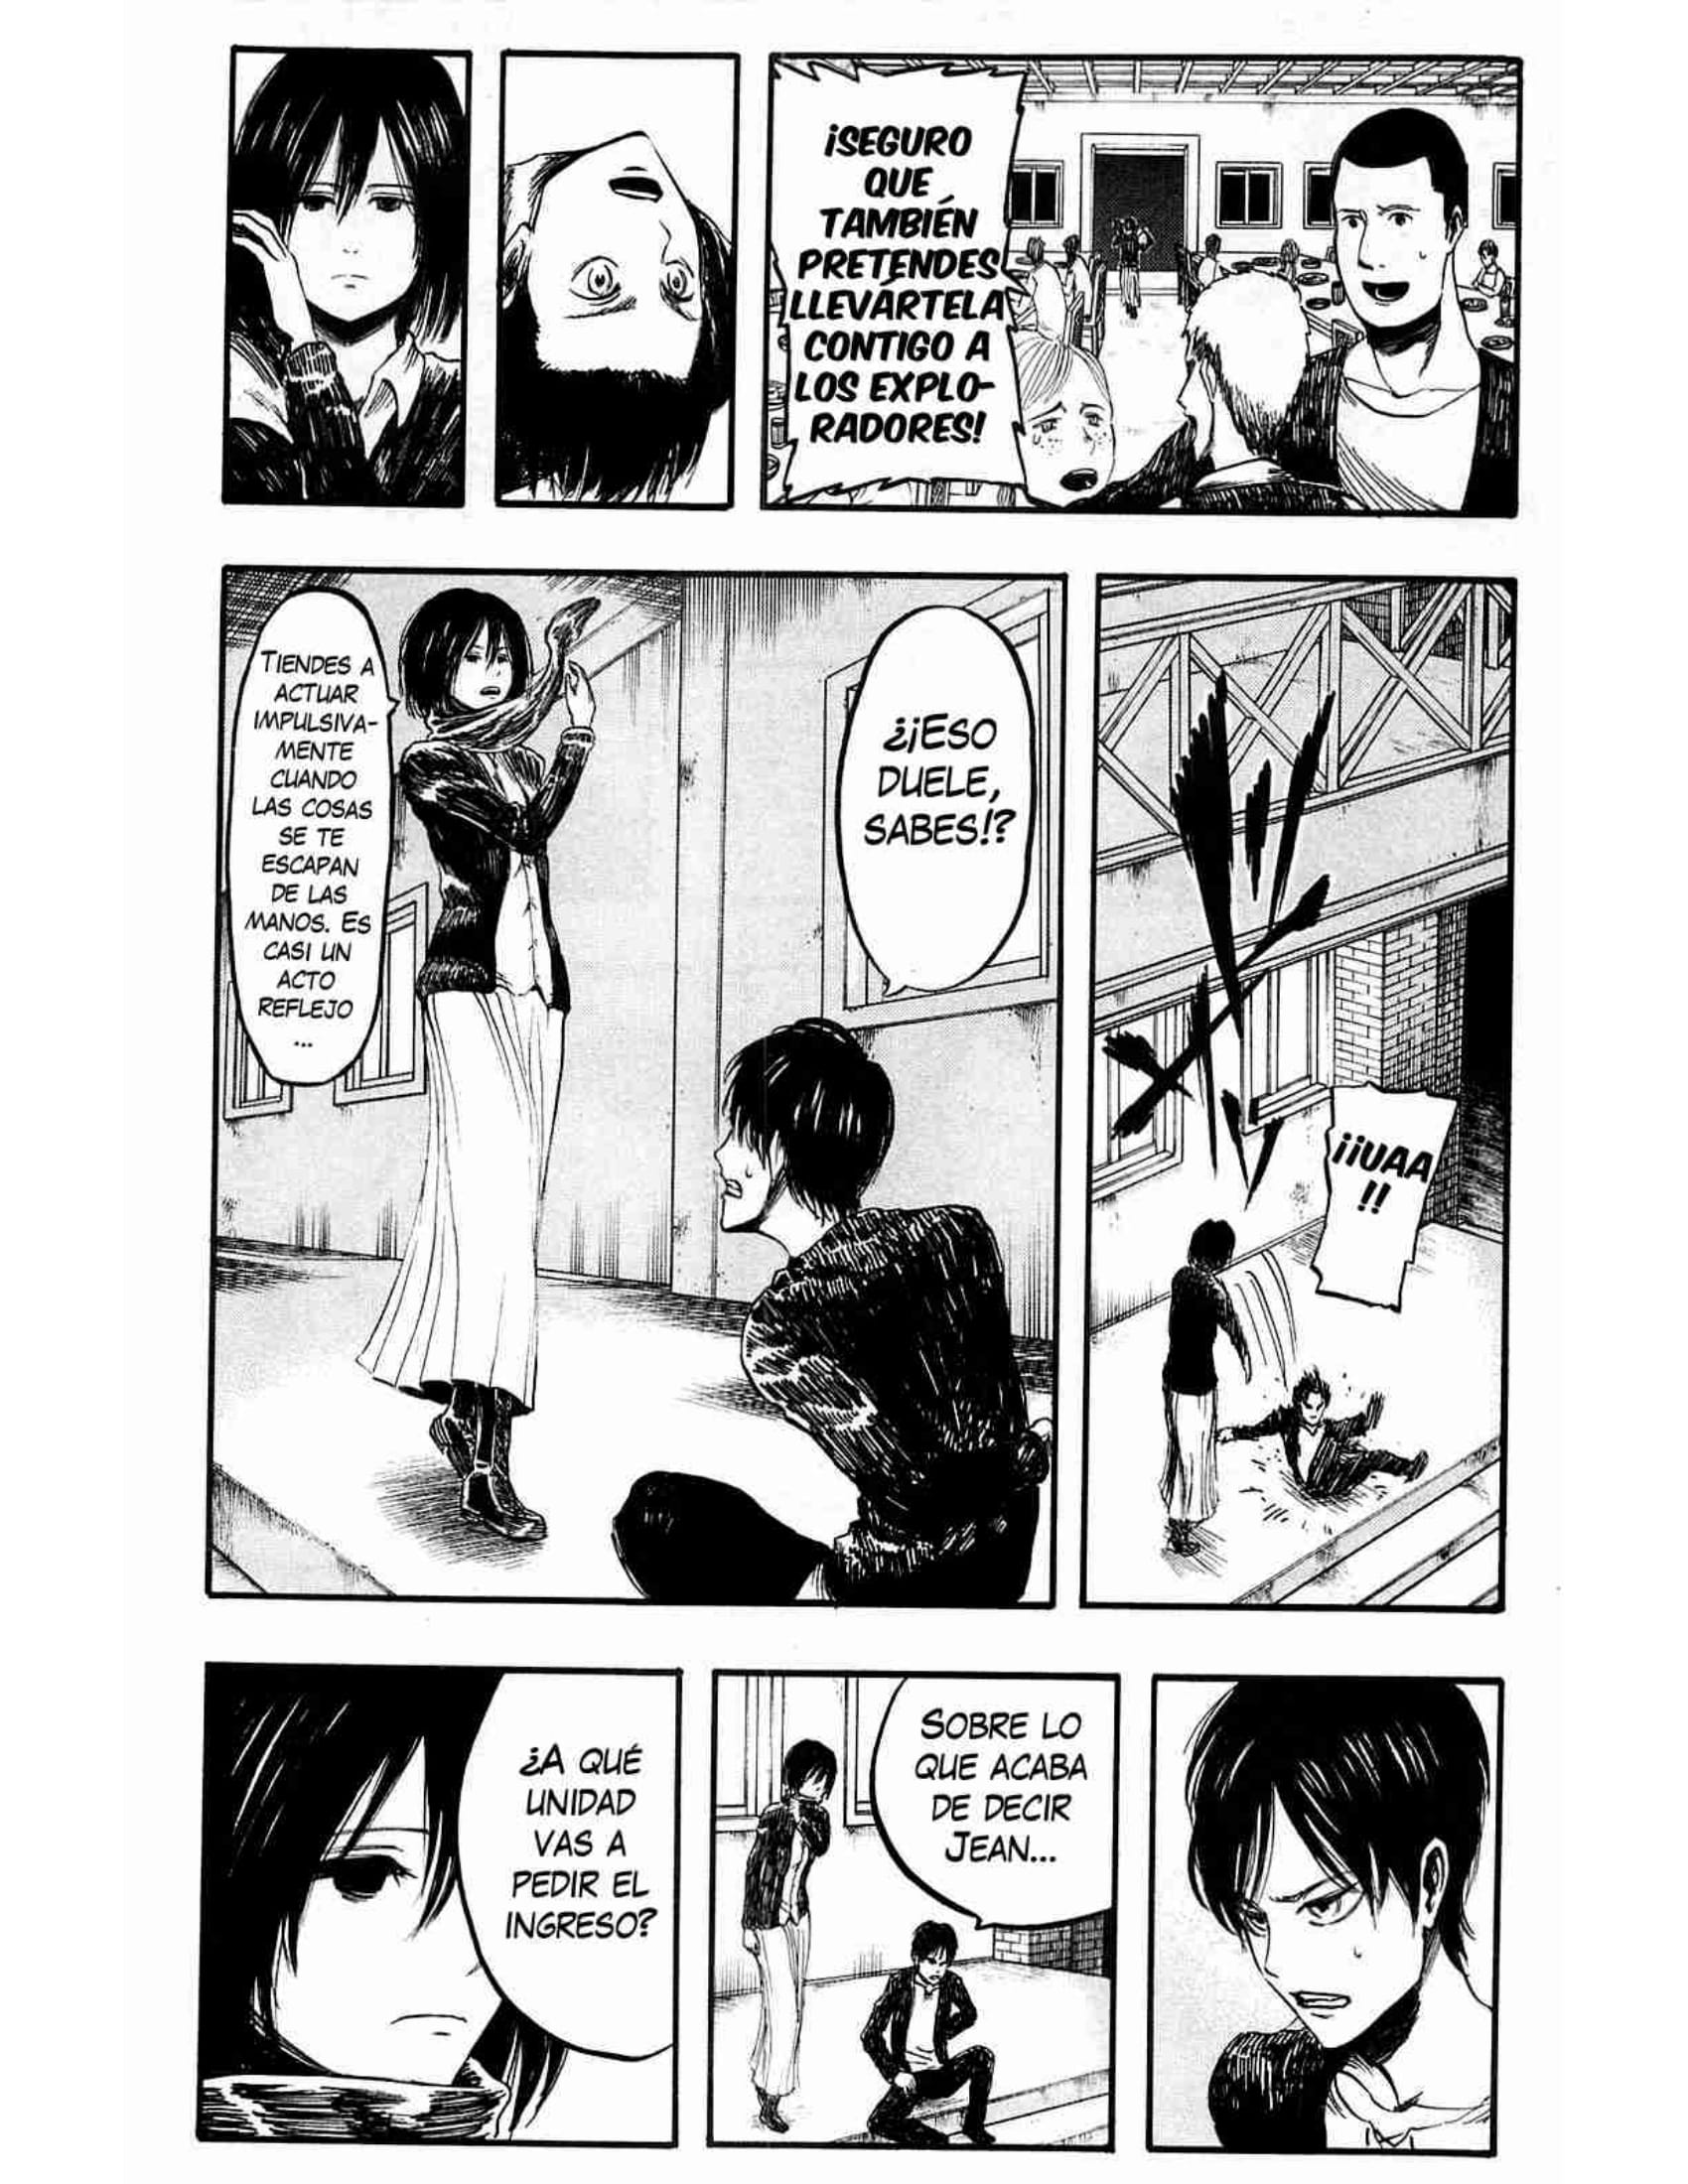 ¡SEGURO
QUE
TAMBIÉN
PRETENDES
LLEVÁRTELA
CONTIGO A
LOS EXPLO-
RADORES!
¡¡UAA
!!
¿¡ESO
DUELE,
SABES!?
TIENDES A
ACTUAR
IMPULSIVA-
MENTE
CUANDO
LAS COSAS
SE TE
ESCAPAN
DE LAS
MANOS. ES
CASI UN
ACTO
REFLEJO
...
SOBRE LO
QUE ACABA
DE DECIR
JEAN...
¿A QUÉ
UNIDAD
VAS A
PEDIR EL
INGRESO?